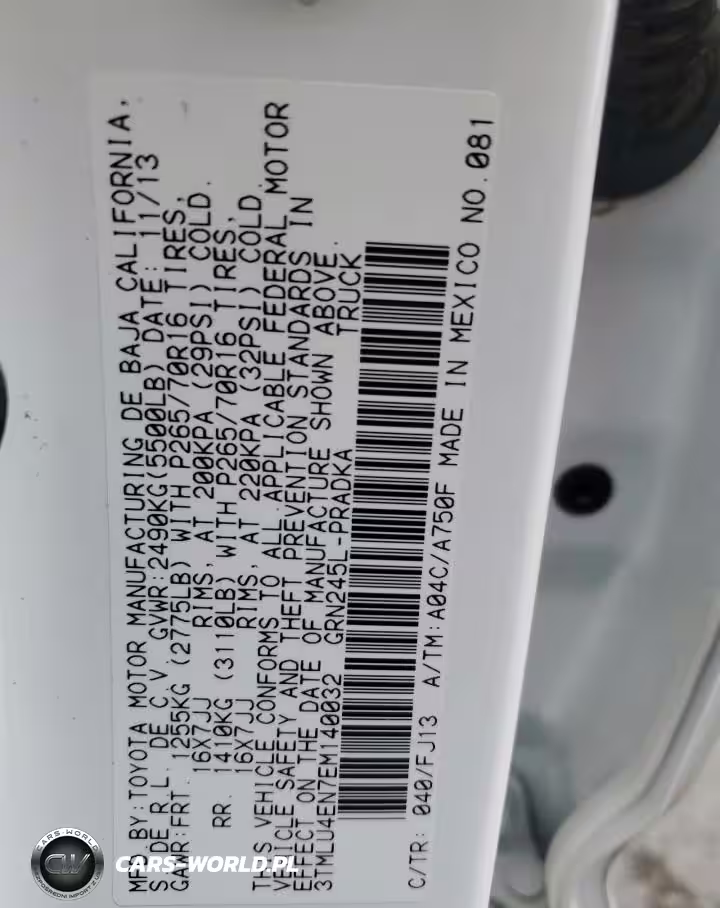 MFD.BY:TOYOTA MOTOR MANUFACTURING DE BAJA CALIFORNIA,
S DE R.L. DE C.V. GVWR:2490KG(5500LB) DATE: 11/13
GAWR:FRT. 1255KG (2775LB) WITH P265/70R16 TIRES,
16X7JJ RIMS, AT 200KPA (29PSI) COLD.
RR. 1410KG (3110LB) WITH P265/70R16 TIRES,
16X7JJ RIMS, AT 220KPA (32PSI) COLD.
THIS VEHICLE CONFORMS TO ALL APPLICABLE FEDERAL MOTOR
VEHICLE SAFETY AND THEFT PREVENTION STANDARDS IN
EFFECT ON THE DATE OF MANUFACTURE SHOWN ABOVE.
3TMLU4EN7EM140032 GRN245L-PRADKA TRUCK
C/TR: 040/FJ13 A/TM:A04C/A750F MADE IN MEXICO NO.081
CARS-WORLD
CW
CARS-WORLD.PL